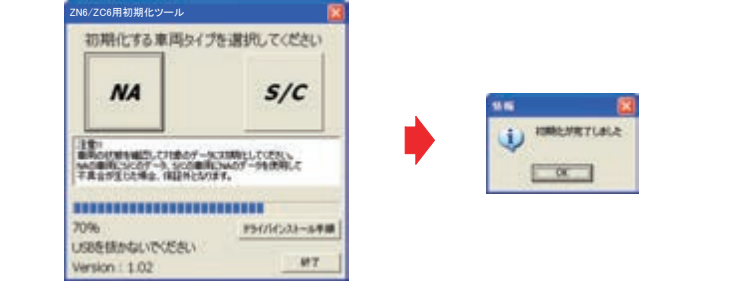 ZN6/ZC6用初期化ツール
初期化する車両タイプを選択してください
NA
S/C
注意!!
車両の状態を確認して対象のデータに初期化してください。
NAの車両にS/Cのデータ、S/Cの車両にNAのデータを使用して
不具合が生じた場合、保証外となります。
70%
ドライバインストール手順
USBを抜かないでください
Version : 1.02
終了
情報
初期化が完了しました
OK